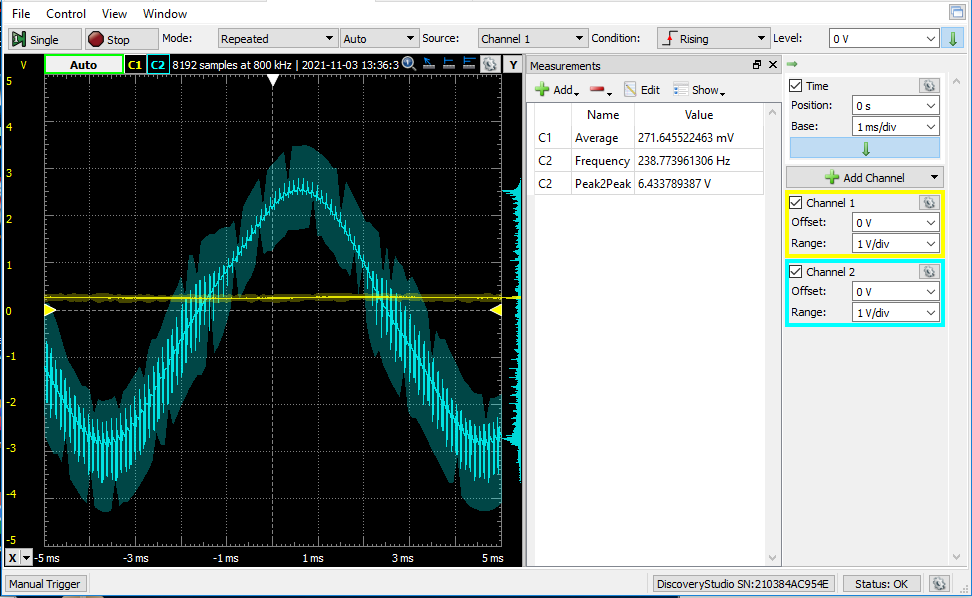 File Control View Window
Single Stop Mode: Repeated Auto Source: Channel 1 Condition: Rising Level: 0 V
V Auto C1 C2 8192 samples at 800 kHz | 2021-11-03 13:36:3 Y
5
4
3
2
1
0
-1
-2
-3
-4
-5
X -5 ms -3 ms -1 ms 1 ms 3 ms 5 ms
Measurements
Add Edit Show
Name Value
C1 Average 271.645522463 mV
C2 Frequency 238.773961306 Hz
C2 Peak2Peak 6.433789387 V
Time
Position: 0 s
Base: 1 ms/div
Add Channel
Channel 1
Offset: 0 V
Range: 1 V/div
Channel 2
Offset: 0 V
Range: 1 V/div
Manual Trigger DiscoveryStudio SN:210384AC954E Status: OK